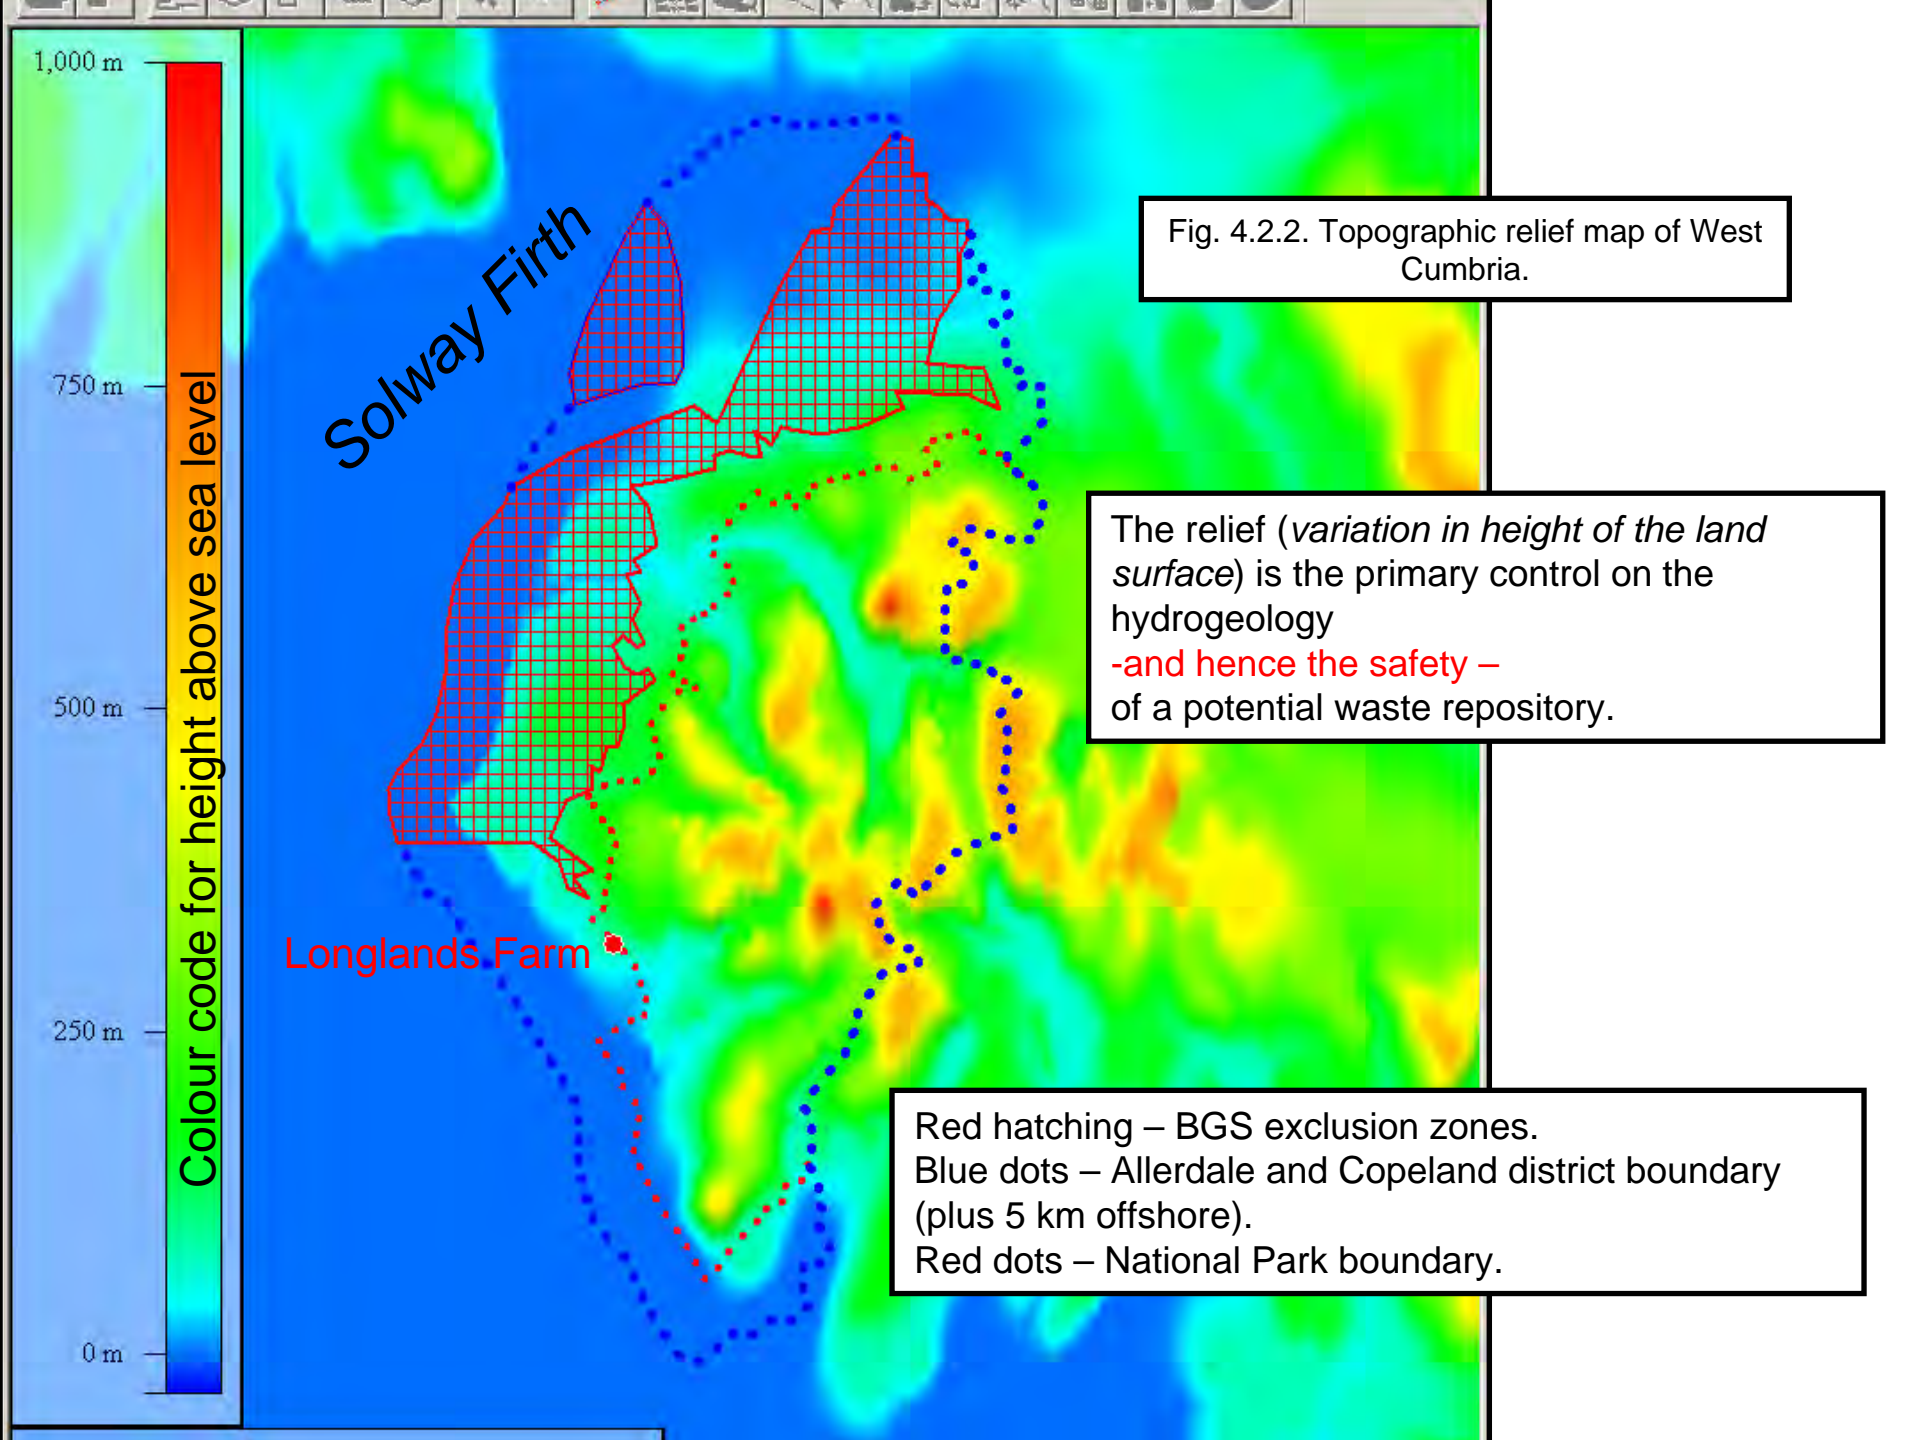 1,000 m
750 m
500 m
250 m
0 m
Colour code for height above sea level
Solway Firth
Longlands Farm
Fig. 4.2.2. Topographic relief map of West
Cumbria.
The relief (variation in height of the land
surface) is the primary control on the
hydrogeology
-and hence the safety –
of a potential waste repository.
Red hatching – BGS exclusion zones.
Blue dots – Allerdale and Copeland district boundary
(plus 5 km offshore).
Red dots – National Park boundary.